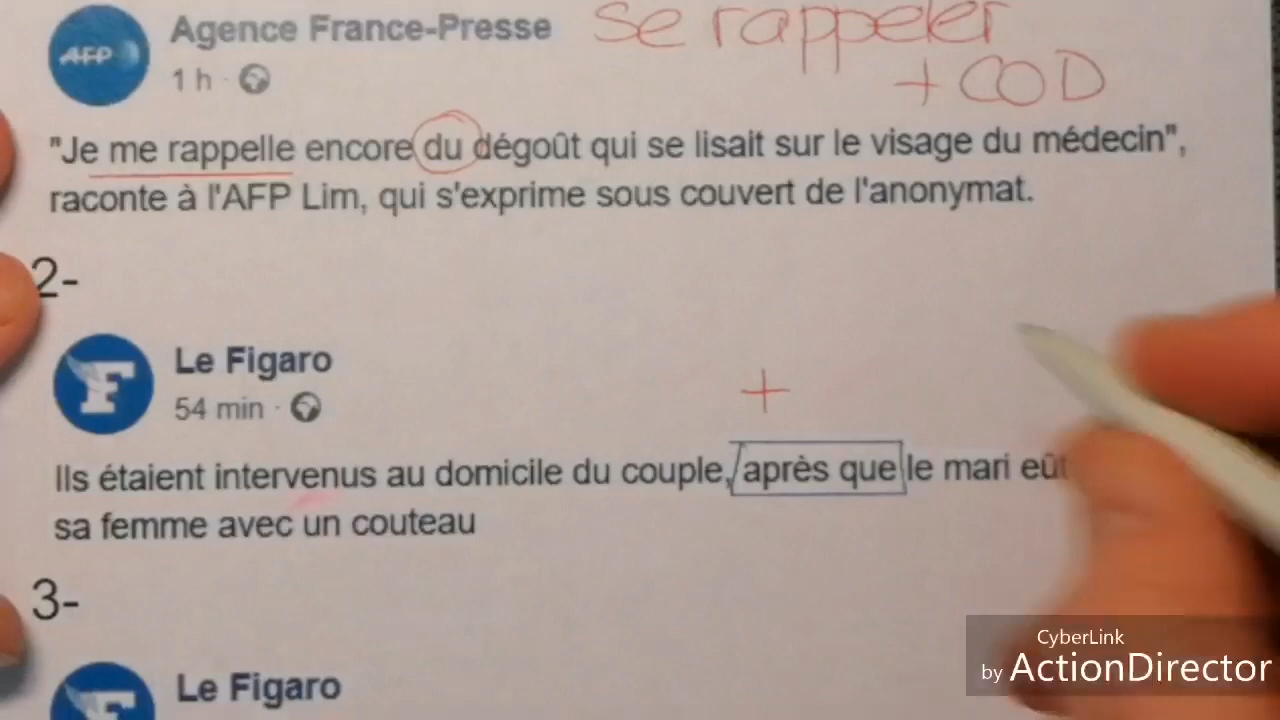 Agence France-Presse
se rappeler
1 h ·
+ COD
AFP
"Je me rappelle encore du dégoût qui se lisait sur le visage du médecin",
raconte à l'AFP Lim, qui s'exprime sous couvert de l'anonymat.
2-
Le Figaro
54 min ·
+
Ils étaient intervenus au domicile du couple, après que le mari eût
sa femme avec un couteau
3-
Le Figaro
CyberLink
by ActionDirector